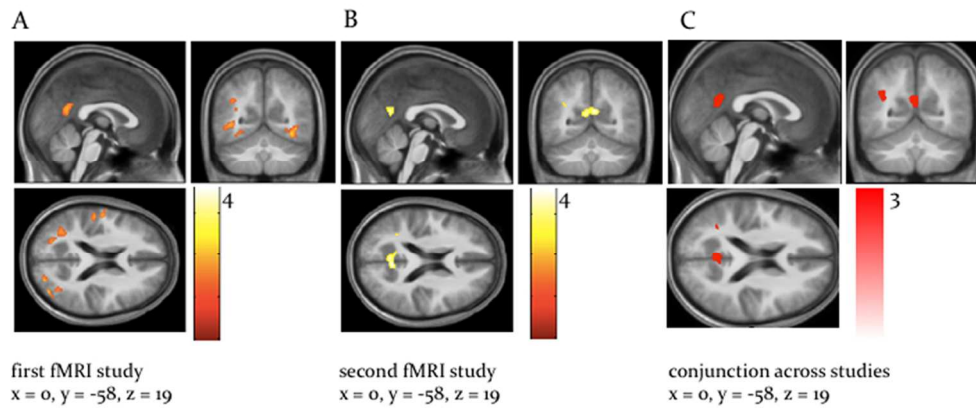 A
B
C
4
4
3
first fMRI study
x = 0, y = -58, z = 19
second fMRI study
x = 0, y = -58, z = 19
conjunction across studies
x = 0, y = -58, z = 19